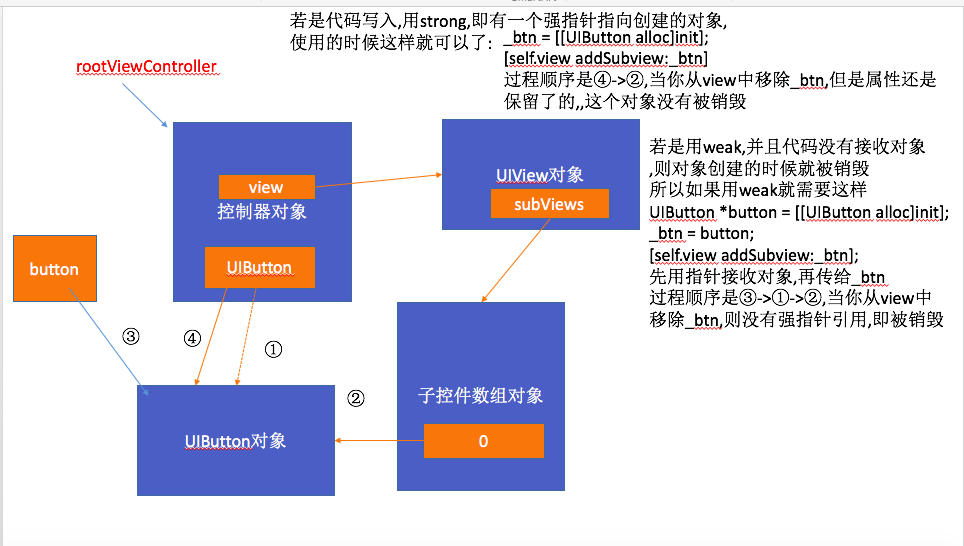 若是代码写入,用strong,即有一个强指针指向创建的对象,
使用的时候这样就可以了: _btn = [[UIButton alloc]init];
[self.view addSubview:_btn]
过程顺序是④->②,当你从view中移除_btn,但是属性还是
保留了的,,这个对象没有被销毁
rootViewController
view
控制器对象
UIButton
UIView对象
subViews
若是用weak,并且代码没有接收对象
,则对象创建的时候就被销毁
所以如果用weak就需要这样
UIButton *button = [[UIButton alloc]init];
_btn = button;
[self.view addSubview:_btn];
先用指针接收对象,再传给_btn
过程顺序是③->①->②,当你从view中
移除_btn,则没有强指针引用,即被销毁
button
③
④
①
②
子控件数组对象
0
UIButton对象